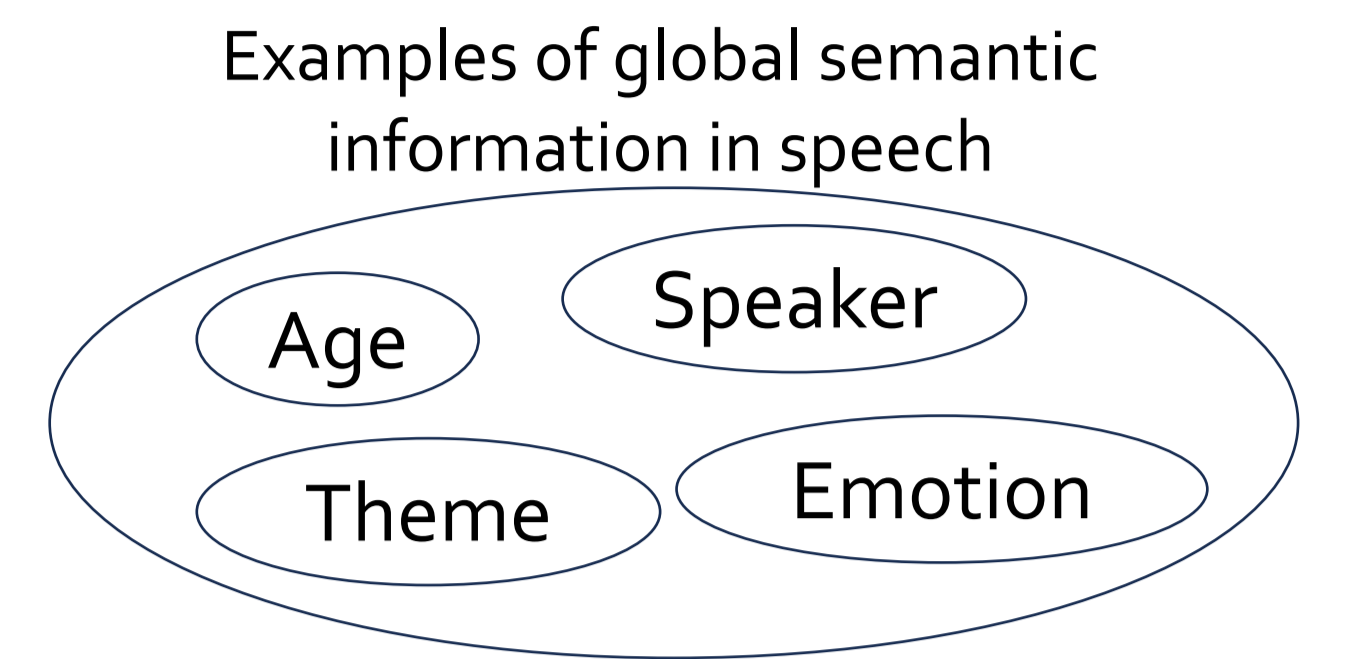 Examples of global semantic
information in speech
Speaker
Age
Emotion
Theme